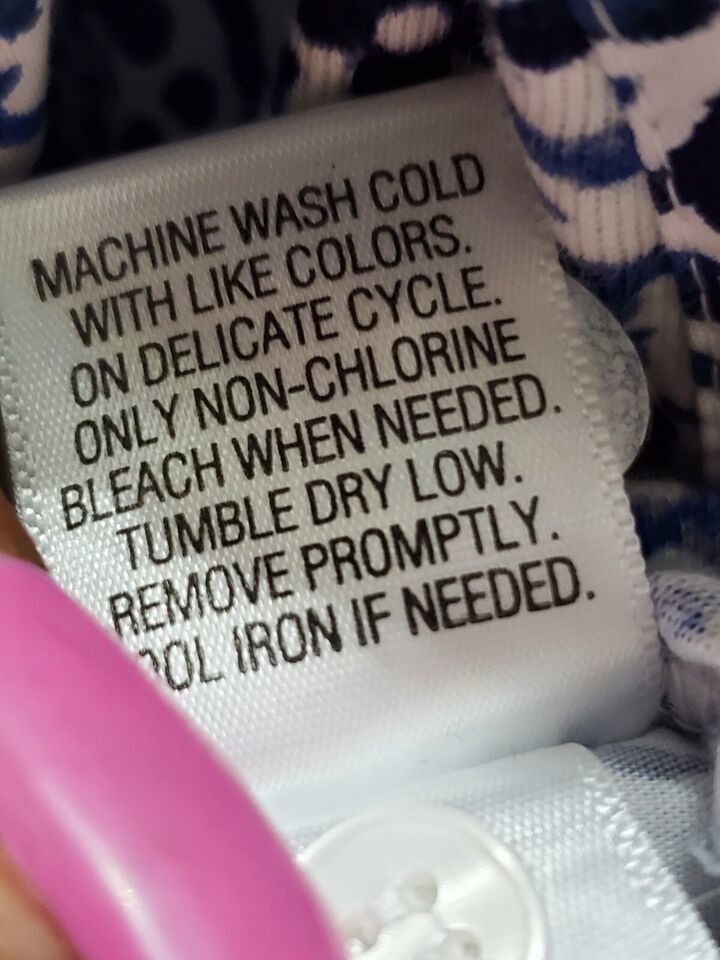 MACHINE WASH COLD
WITH LIKE COLORS.
ON DELICATE CYCLE.
ONLY NON-CHLORINE
BLEACH WHEN NEEDED.
TUMBLE DRY LOW.
REMOVE PROMPTLY.
OOL IRON IF NEEDED.